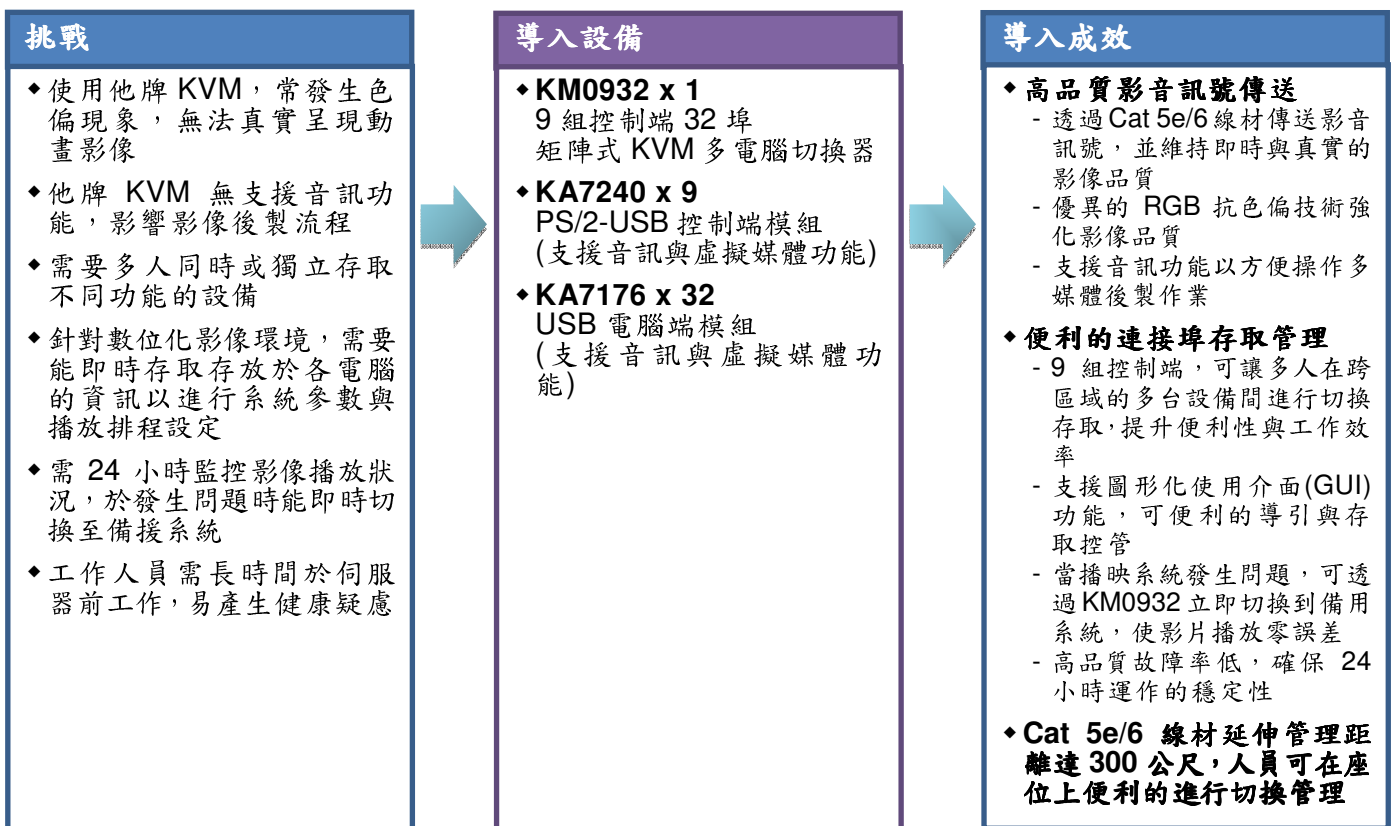 挑戰
◆使用他牌 KVM，常發生色
偏現象，無法真實呈現動
畫影像
◆他牌 KVM 無支援音訊功
能，影響影像後製流程
◆需要多人同時或獨立存取
不同功能的設備
◆針對數位化影像環境，需要
能即時存取存放於各電腦
的資訊以進行系統參數與
播放排程設定
◆需 24 小時監控影像播放狀
況，於發生問題時能即時切
換至備援系統
◆工作人員需長時間於伺服
器前工作，易產生健康疑慮
導入設備
◆KM0932 x 1
9 組控制端 32 埠
矩陣式 KVM 多電腦切換器
◆KA7240 x 9
PS/2-USB 控制端模組
(支援音訊與虛擬媒體功能)
◆KA7176 x 32
USB 電腦端模組
(支援音訊與虛擬媒體功
能)
導入成效
◆高品質影音訊號傳送
- 透過 Cat 5e/6 線材傳送影音
訊號，並維持即時與真實的
影像品質
- 優異的 RGB 抗色偏技術強
化影像品質
- 支援音訊功能以方便操作多
媒體後製作業
◆便利的連接埠存取管理
- 9 組控制端，可讓多人在跨
區域的多台設備間進行切換
存取，提升便利性與工作效
率
- 支援圖形化使用介面(GUI)
功能，可便利的導引與存
取控管
- 當播映系統發生問題，可透
過 KM0932 立即切換到備用
系統，使影片播放零誤差
- 高品質故障率低，確保 24
小時運作的穩定性
◆Cat 5e/6 線材延伸管理距
離達 300 公尺，人員可在座
位上便利的進行切換管理